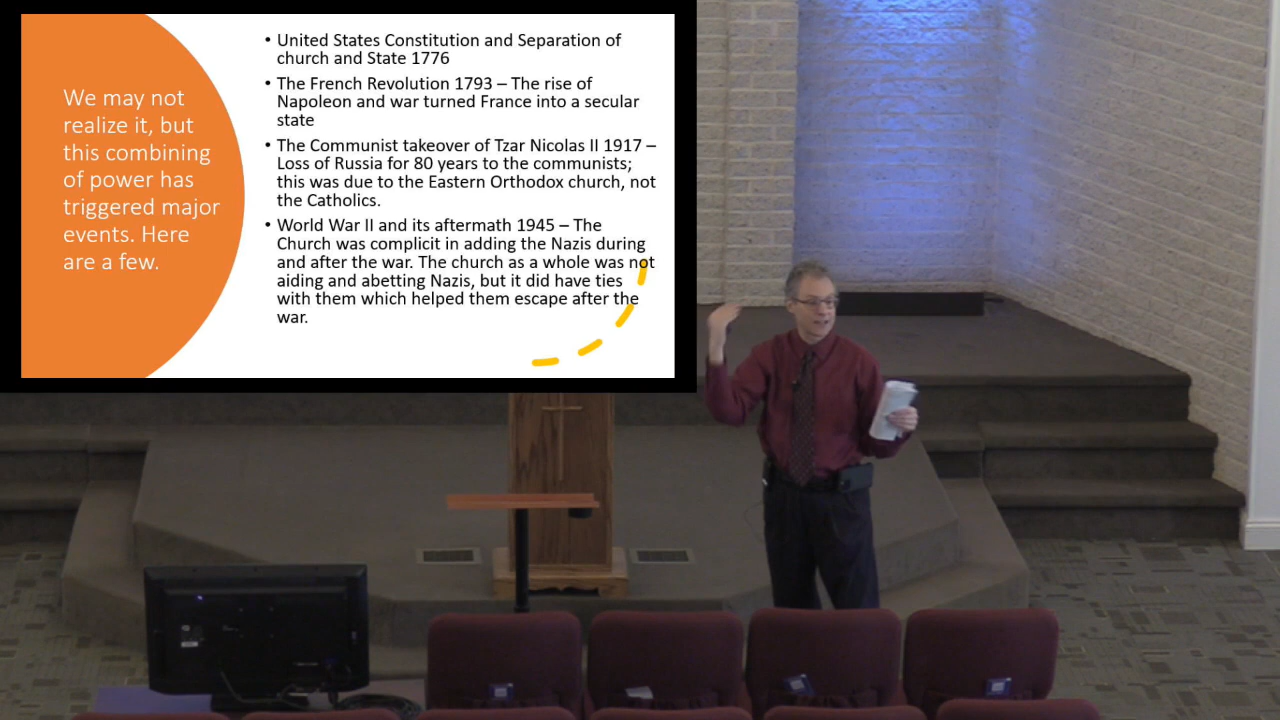 We may not
realize it, but
this combining
of power has
triggered major
events. Here
are a few.
• United States Constitution and Separation of
church and State 1776
• The French Revolution 1793 – The rise of
Napoleon and war turned France into a secular
state
• The Communist takeover of Tzar Nicolas II 1917 –
Loss of Russia for 80 years to the communists;
this was due to the Eastern Orthodox church, not
the Catholics.
• World War II and its aftermath 1945 – The
Church was complicit in adding the Nazis during
and after the war. The church as a whole was not
aiding and abetting Nazis, but it did have ties
with them which helped them escape after the
war.